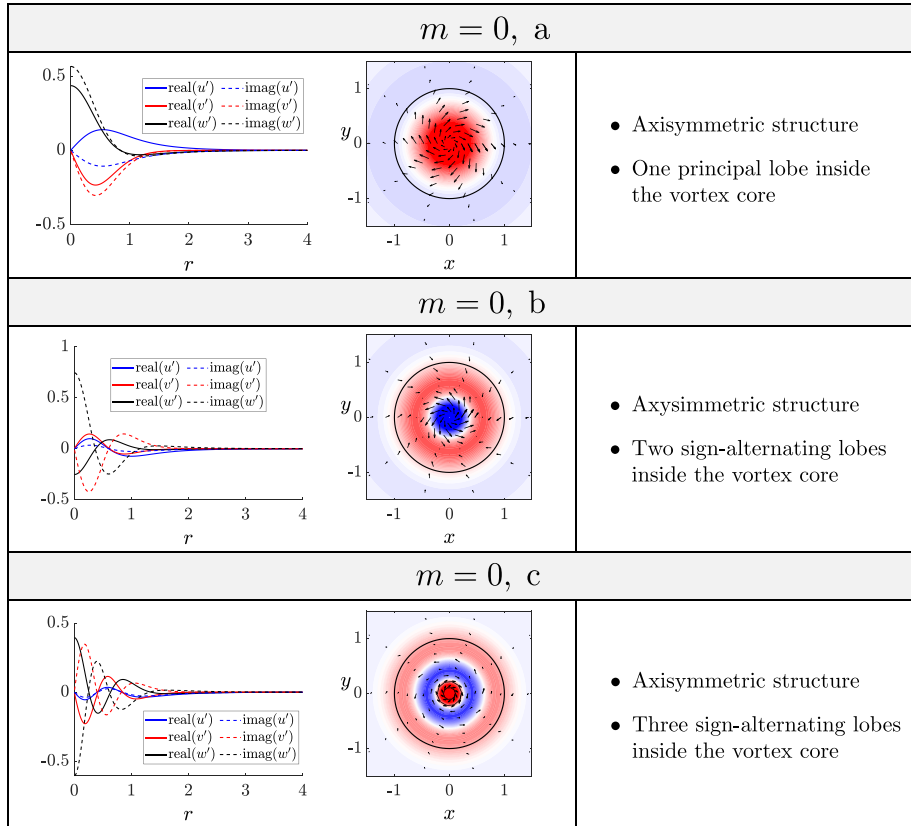 m = 0, a
0.5
0
-0.5
0
1
2
3
4
r
real(u′) imag(u′)
real(v′) imag(v′)
real(w′) imag(w′)
y
1
0
-1
-1
0
1
x
• Axisymmetric structure
• One principal lobe inside
the vortex core
m = 0, b
1
0.5
0
-0.5
0
1
2
3
4
r
real(u′) imag(u′)
real(v′) imag(v′)
real(w′) imag(w′)
y
1
0
-1
-1
0
1
x
• Axysimmetric structure
• Two sign-alternating lobes
inside the vortex core
m = 0, c
0.5
0
-0.5
0
1
2
3
4
r
real(u′) imag(u′)
real(v′) imag(v′)
real(w′) imag(w′)
y
1
0
-1
-1
0
1
x
• Axisymmetric structure
• Three sign-alternating lobes
inside the vortex core